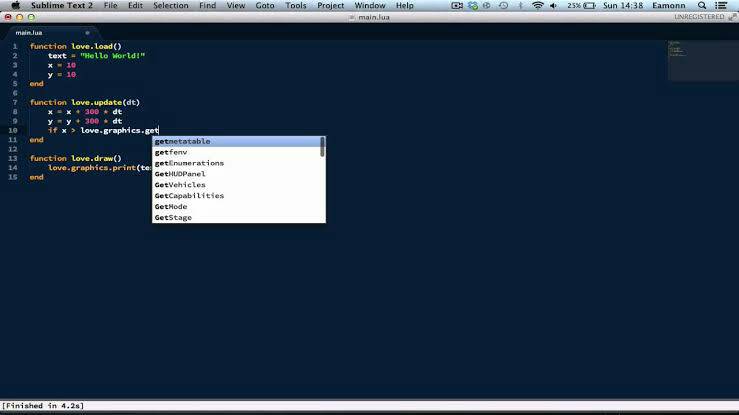 Sublime Text 2 File Edit Selection Find View Goto Tools Project Window Help 25% Sun 14:38 Eamonn
main.lua UNREGISTERED
main.lua
1 function love.load()
2 text = "Hello World!"
3 x = 10
4 y = 10
5 end
6
7 function love.update(dt)
8 x = x + 300 * dt
9 y = y + 300 * dt
10 if x > love.graphics.get
11 end
12
13 function love.draw()
14 love.graphics.print(te
15 end
getmetatable
getfenv
getEnumerations
GetHUDPanel
GetVehicles
GetCapabilities
GetMode
GetStage
[Finished in 4.2s]